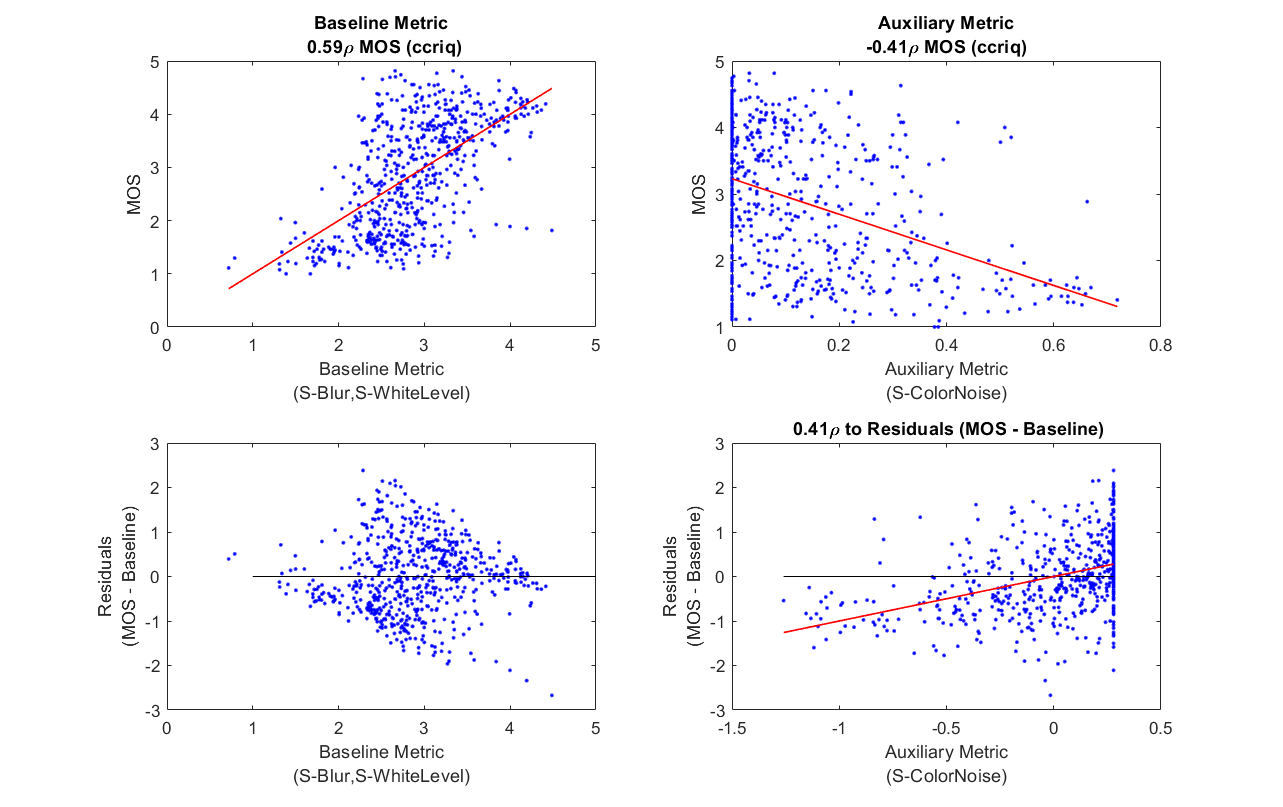 Baseline Metric
0.59ρ MOS (ccriq)
5
4
3
2
1
0
MOS
0 1 2 3 4 5
Baseline Metric
(S-Blur,S-WhiteLevel)
Auxiliary Metric
-0.41ρ MOS (ccriq)
5
4
3
2
1
MOS
0 0.2 0.4 0.6 0.8
Auxiliary Metric
(S-ColorNoise)
3
2
1
0
-1
-2
-3
Residuals
(MOS - Baseline)
0 1 2 3 4 5
Baseline Metric
(S-Blur,S-WhiteLevel)
0.41ρ to Residuals (MOS - Baseline)
3
2
1
0
-1
-2
-3
Residuals
(MOS - Baseline)
-1.5 -1 -0.5 0 0.5
Auxiliary Metric
(S-ColorNoise)